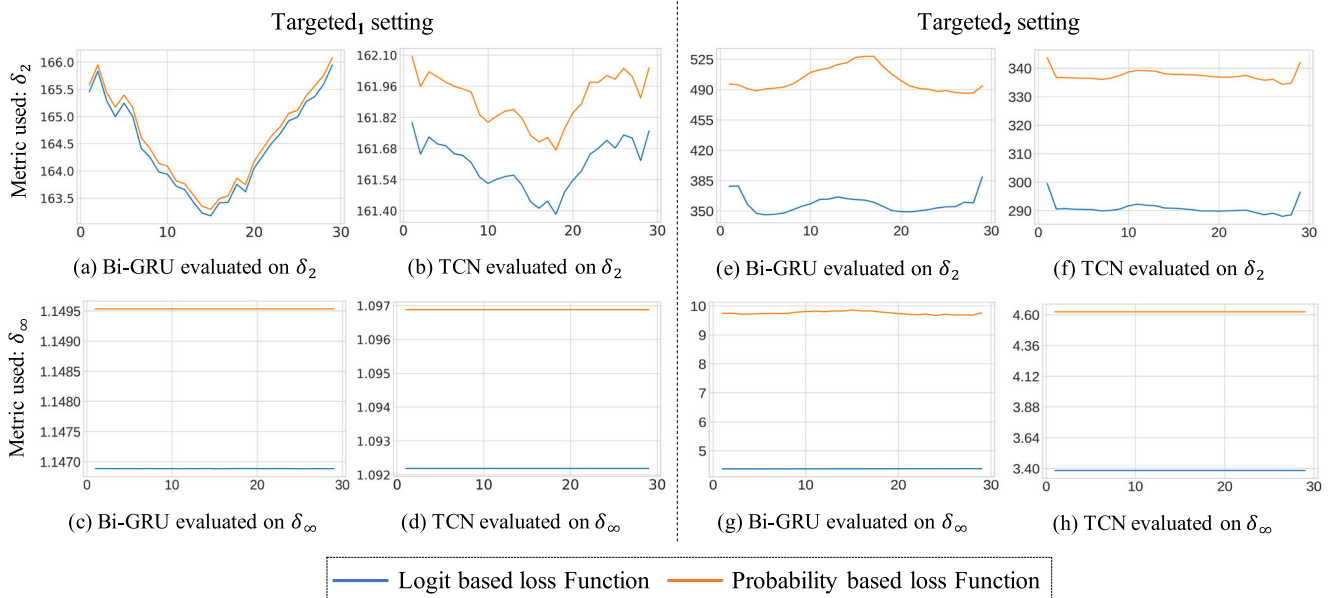 Targeted₁ setting
Targeted₂ setting
Metric used: δ₂
166.0
165.5
165.0
164.5
164.0
163.5
0 10 20 30
(a) Bi-GRU evaluated on δ₂
162.10
161.96
161.82
161.68
161.54
161.40
0 10 20 30
(b) TCN evaluated on δ₂
525
490
455
420
385
350
0 10 20 30
(e) Bi-GRU evaluated on δ₂
340
330
320
310
300
290
0 10 20 30
(f) TCN evaluated on δ₂
Metric used: δ∞
1.1495
1.1490
1.1485
1.1480
1.1475
1.1470
0 10 20 30
(c) Bi-GRU evaluated on δ∞
1.097
1.096
1.095
1.094
1.093
1.092
0 10 20 30
(d) TCN evaluated on δ∞
10
9
8
7
6
5
0 10 20 30
(g) Bi-GRU evaluated on δ∞
4.60
4.36
4.12
3.88
3.64
3.40
0 10 20 30
(h) TCN evaluated on δ∞
Logit based loss Function
Probability based loss Function